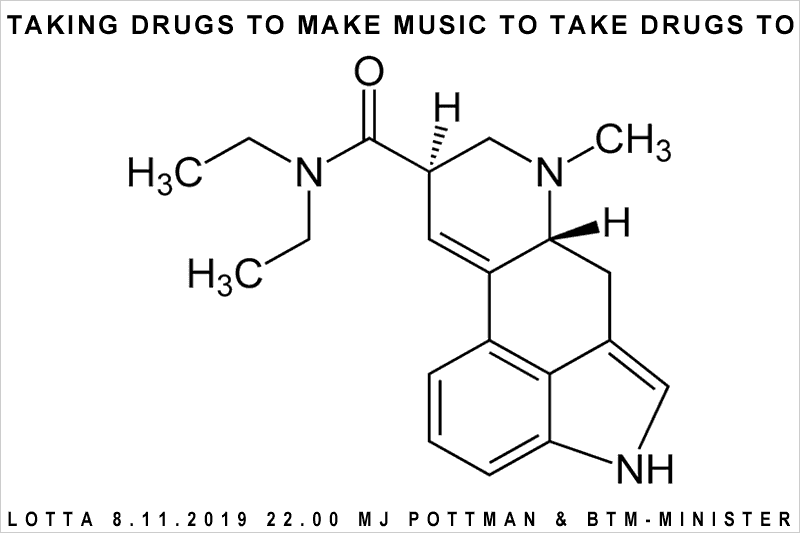 TAKING DRUGS TO MAKE MUSIC TO TAKE DRUGS TO
O
H
H₃C
N
N
CH₃
H
H₃C
NH
LOTTA 8.11.2019 22.00 MJ POTTMAN & BTM-MINISTER